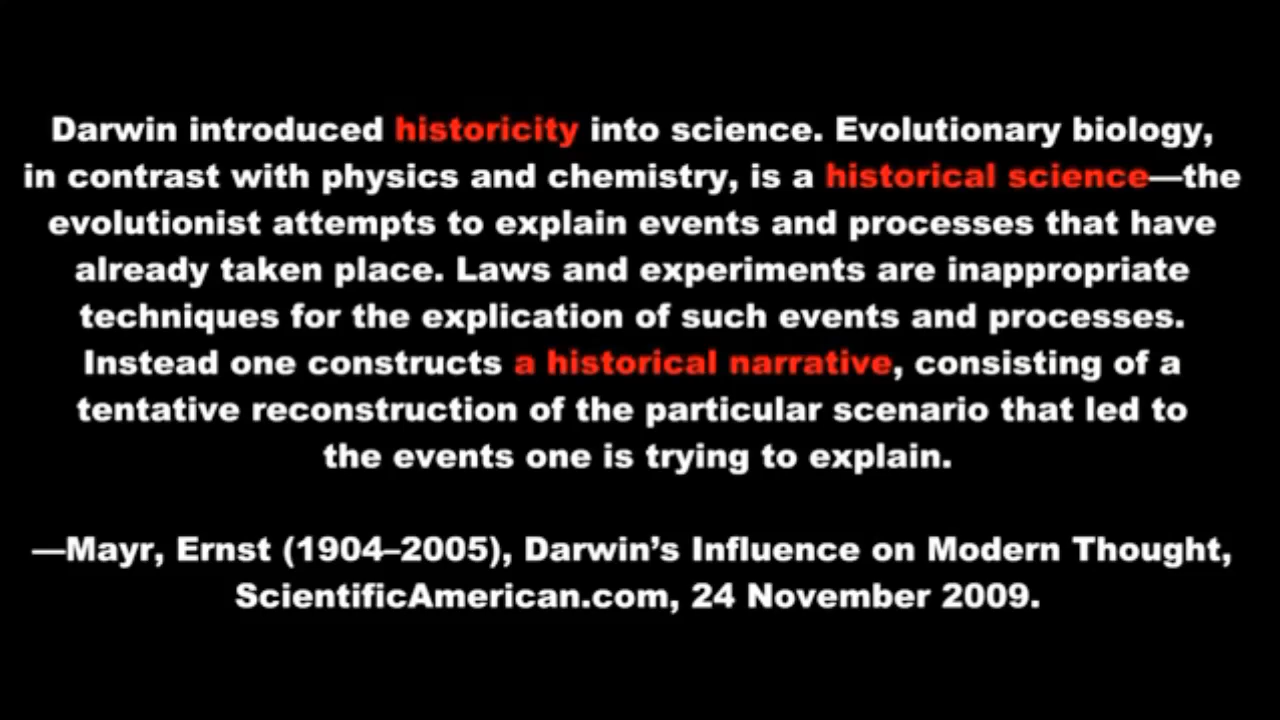 Darwin introduced historicity into science. Evolutionary biology,
in contrast with physics and chemistry, is a historical science—the
evolutionist attempts to explain events and processes that have
already taken place. Laws and experiments are inappropriate
techniques for the explication of such events and processes.
Instead one constructs a historical narrative, consisting of a
tentative reconstruction of the particular scenario that led to
the events one is trying to explain.
—Mayr, Ernst (1904–2005), Darwin’s Influence on Modern Thought,
ScientificAmerican.com, 24 November 2009.